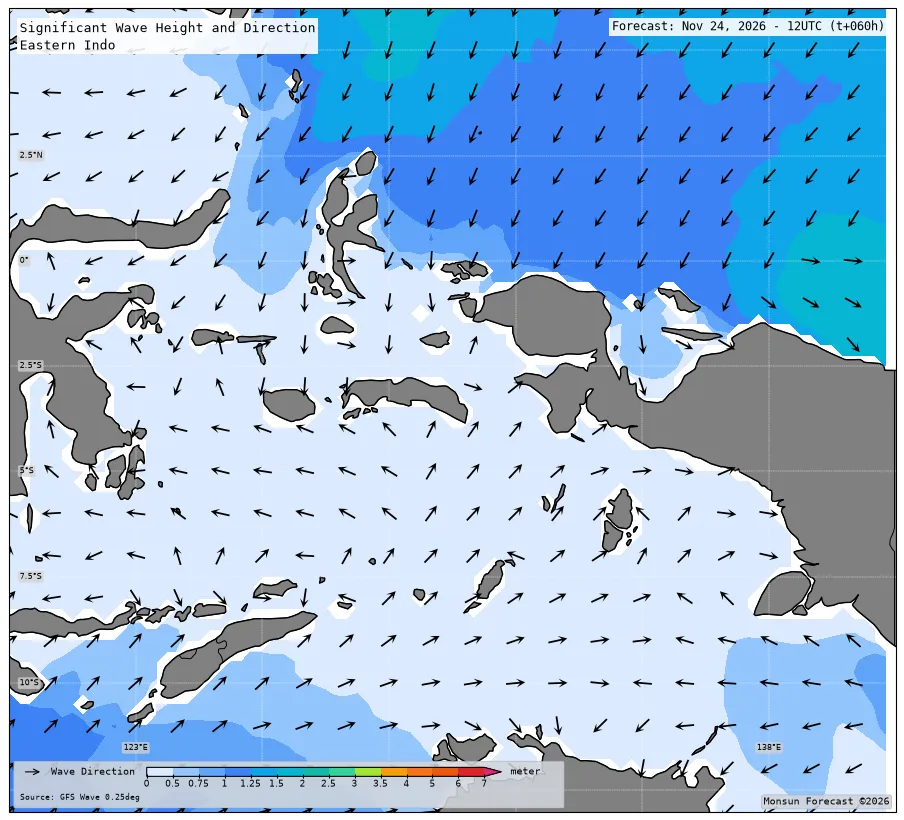 Significant Wave Height and Direction
Eastern Indo
Forecast: Nov 24, 2026 - 12UTC (t+060h)
2.5°N
0°
2.5°S
5°S
7.5°S
10°S
123°E
138°E
Wave Direction
meter
0 0.5 0.75 1 1.25 1.5 2 2.5 3 3.5 4 5 6 7
Source: GFS Wave 0.25deg
Monsun Forecast ©2026